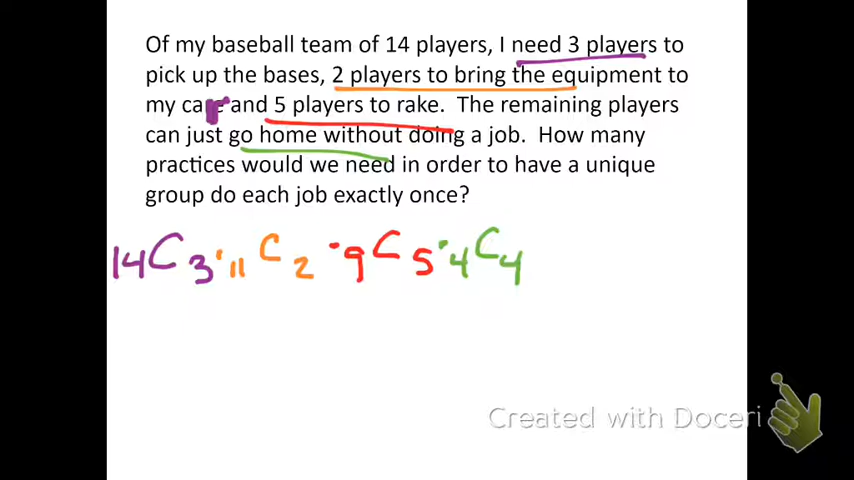 Of my baseball team of 14 players, I need 3 players to
pick up the bases, 2 players to bring the equipment to
my car and 5 players to rake. The remaining players
can just go home without doing a job. How many
practices would we need in order to have a unique
group do each job exactly once?
14C3 · 11C2 · 9C5 · 4C4
Created with Doceri